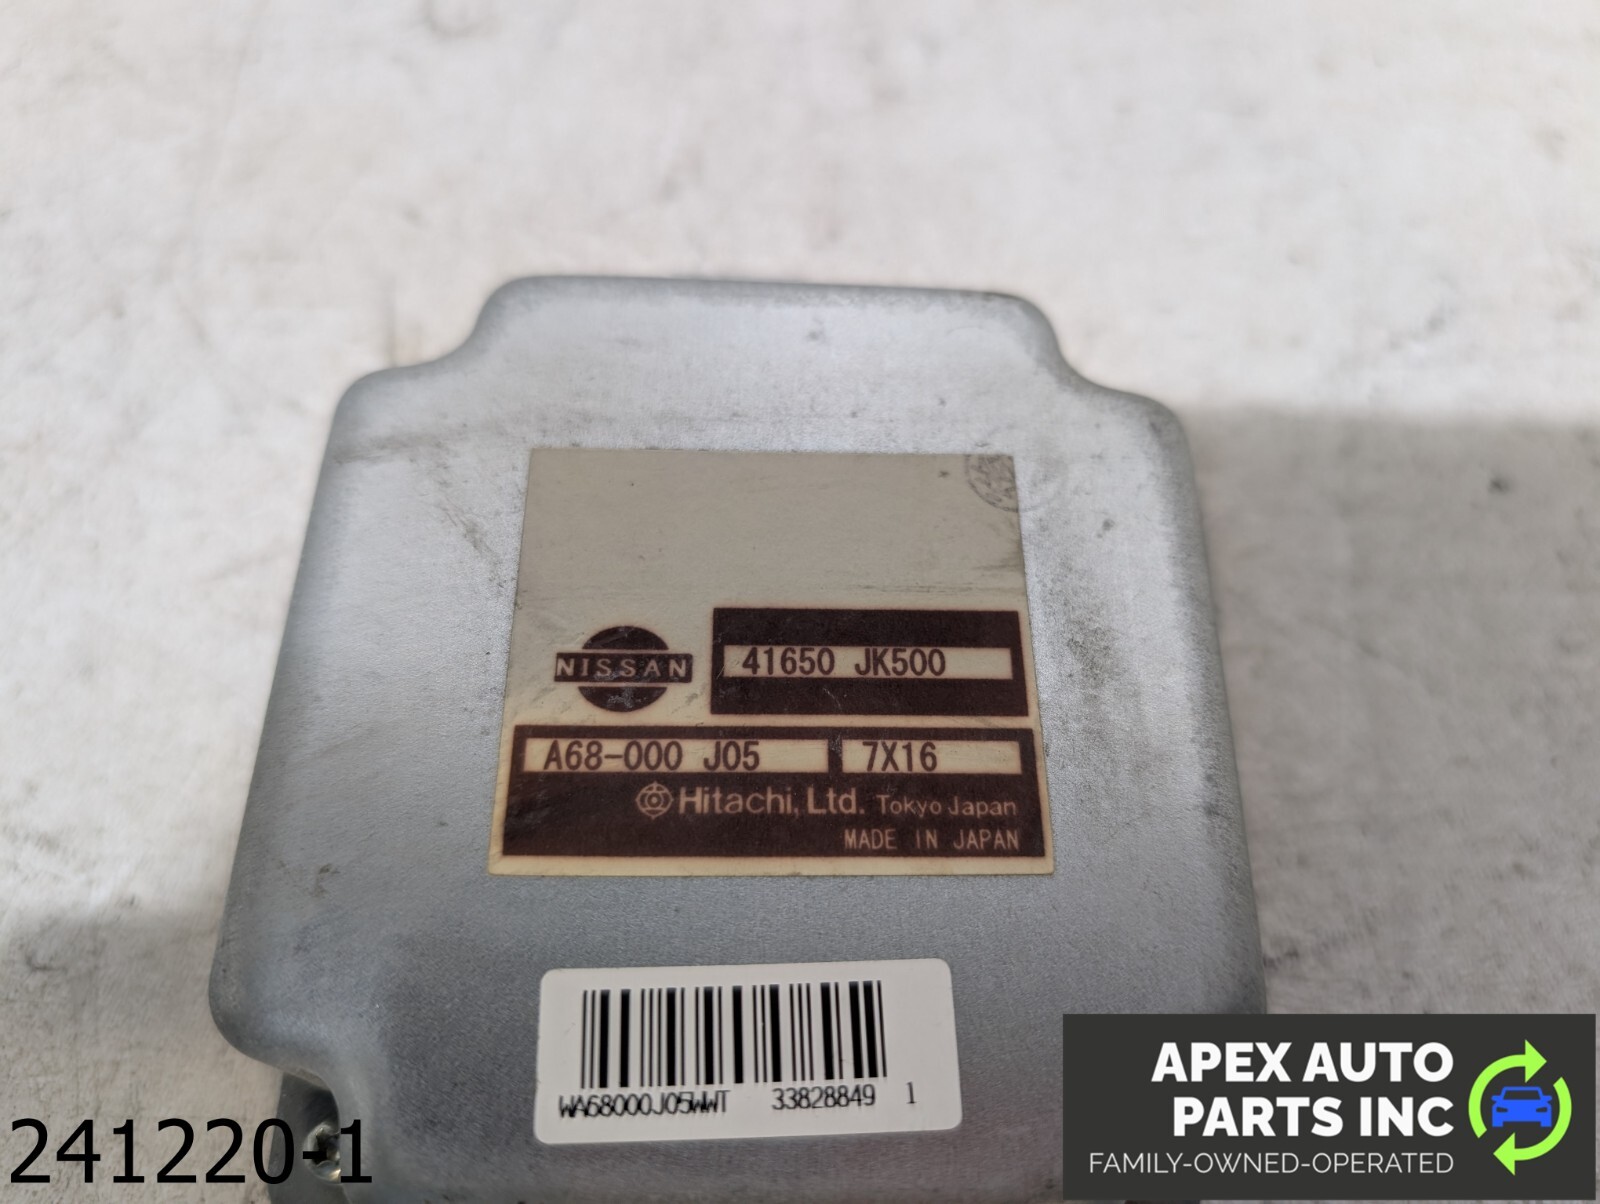 NISSAN
41650 JK500
A68-000 J05
7X16
Hitachi, Ltd. Tokyo Japan
MADE IN JAPAN
WA68000J05WWT 33828849 1
241220-1
APEX AUTO
PARTS INC
FAMILY-OWNED-OPERATED